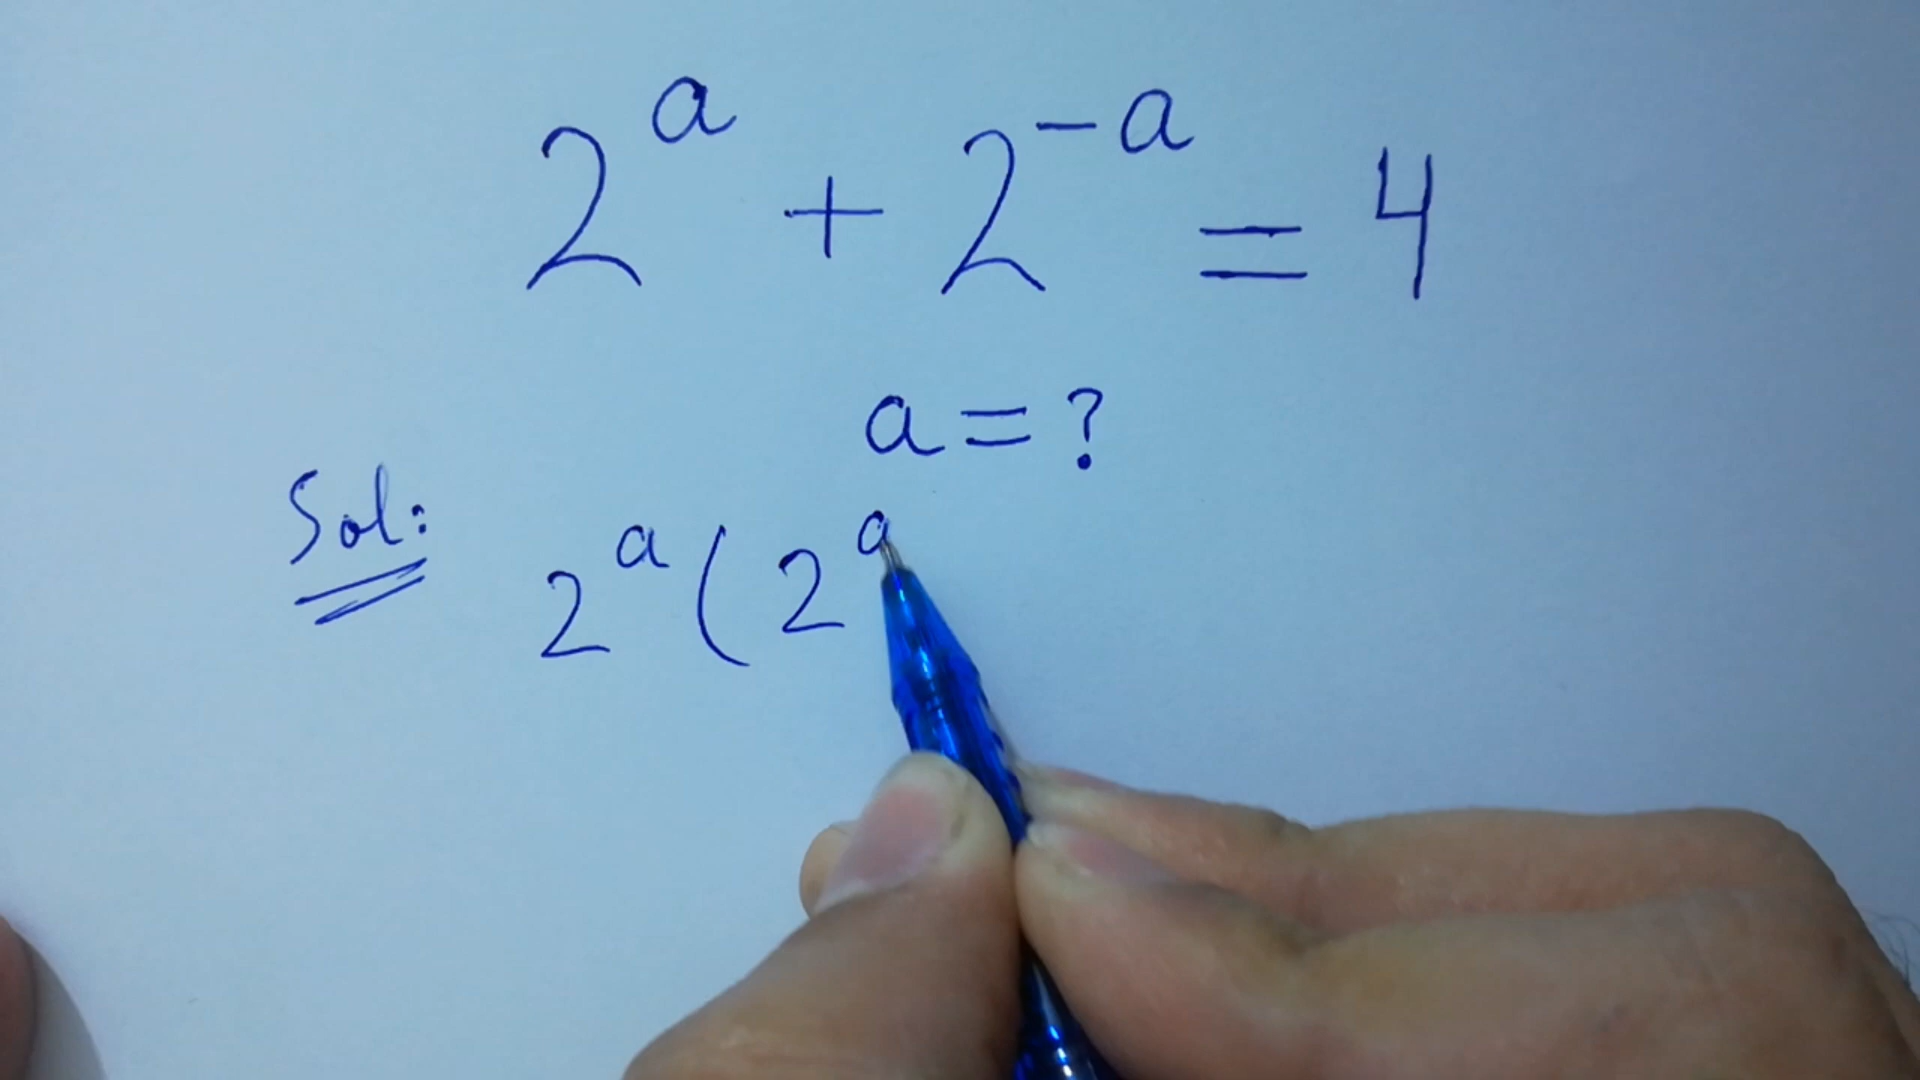 2^a + 2^-a = 4
a = ?
Sol: 2^a ( 2^a